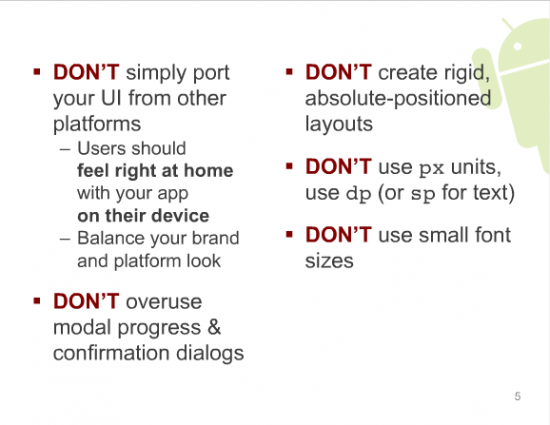 ▪ DON'T simply port
your UI from other
platforms
– Users should
feel right at home
with your app
on their device
– Balance your brand
and platform look
▪ DON'T overuse
modal progress &
confirmation dialogs
▪ DON'T create rigid,
absolute-positioned
layouts
▪ DON'T use px units,
use dp (or sp for text)
▪ DON'T use small font
sizes
5